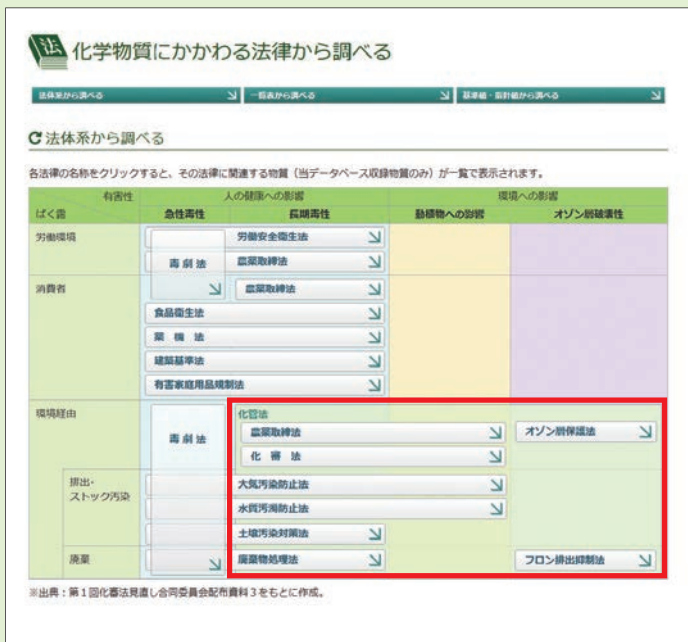 法
化学物質にかかわる法律から調べる
法体系から調べる
一覧表から調べる
基準値・指針値から調べる
法体系から調べる
各法律の名称をクリックすると、その法律に関連する物質（当データベース収録物質のみ）が一覧で表示されます。
有害性
人の健康への影響
環境への影響
ばく露
急性毒性
長期毒性
動植物への影響
オゾン層破壊性
労働環境
毒劇法
労働安全衛生法
農薬取締法
消費者
農薬取締法
食品衛生法
薬機法
建築基準法
有害家庭用品規制法
環境経由
毒劇法
化管法
農薬取締法
オゾン層保護法
化審法
排出・
ストック汚染
大気汚染防止法
水質汚濁防止法
土壌汚染対策法
廃棄
廃棄物処理法
フロン排出抑制法
※出典：第１回化審法見直し合同委員会配布資料３をもとに作成。